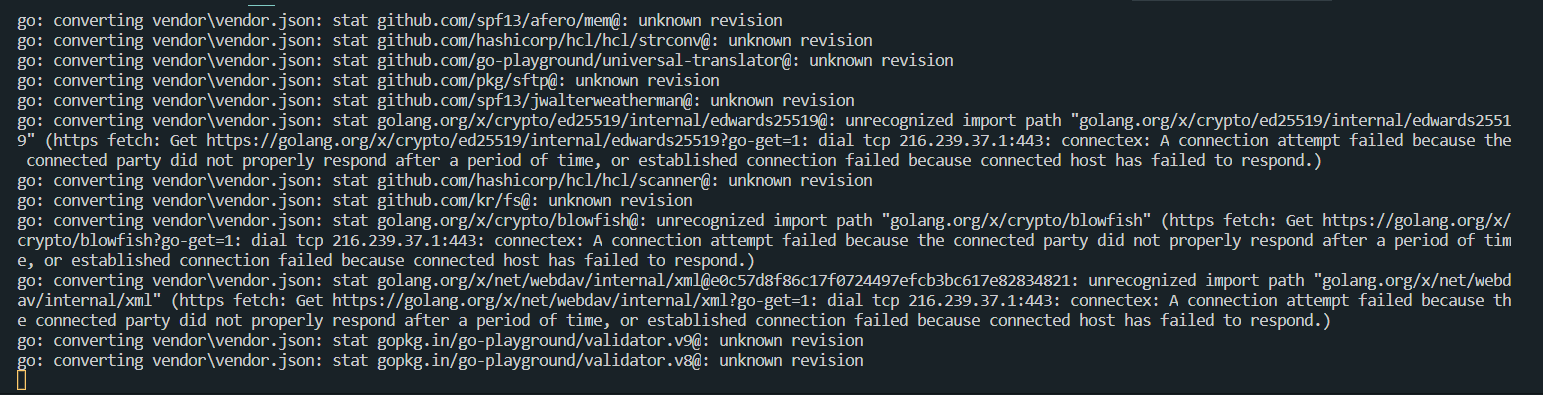 go: converting vendor\vendor.json: stat github.com/spf13/afero/mem@: unknown revision
go: converting vendor\vendor.json: stat github.com/hashicorp/hcl/hcl/strconv@: unknown revision
go: converting vendor\vendor.json: stat github.com/go-playground/universal-translator@: unknown revision
go: converting vendor\vendor.json: stat github.com/pkg/sftp@: unknown revision
go: converting vendor\vendor.json: stat github.com/spf13/jwalterweatherman@: unknown revision
go: converting vendor\vendor.json: stat golang.org/x/crypto/ed25519/internal/edwards25519@: unrecognized import path "golang.org/x/crypto/ed25519/internal/edwards2551
9" (https fetch: Get https://golang.org/x/crypto/ed25519/internal/edwards25519?go-get=1: dial tcp 216.239.37.1:443: connectex: A connection attempt failed because the
connected party did not properly respond after a period of time, or established connection failed because connected host has failed to respond.)
go: converting vendor\vendor.json: stat github.com/hashicorp/hcl/hcl/scanner@: unknown revision
go: converting vendor\vendor.json: stat github.com/kr/fs@: unknown revision
go: converting vendor\vendor.json: stat golang.org/x/crypto/blowfish@: unrecognized import path "golang.org/x/crypto/blowfish" (https fetch: Get https://golang.org/x/
crypto/blowfish?go-get=1: dial tcp 216.239.37.1:443: connectex: A connection attempt failed because the connected party did not properly respond after a period of tim
e, or established connection failed because connected host has failed to respond.)
go: converting vendor\vendor.json: stat golang.org/x/net/webdav/internal/xml@e0c57d8f86c17f0724497efcb3bc617e82834821: unrecognized import path "golang.org/x/net/webd
av/internal/xml" (https fetch: Get https://golang.org/x/net/webdav/internal/xml?go-get=1: dial tcp 216.239.37.1:443: connectex: A connection attempt failed because th
e connected party did not properly respond after a period of time, or established connection failed because connected host has failed to respond.)
go: converting vendor\vendor.json: stat gopkg.in/go-playground/validator.v9@: unknown revision
go: converting vendor\vendor.json: stat gopkg.in/go-playground/validator.v8@: unknown revision